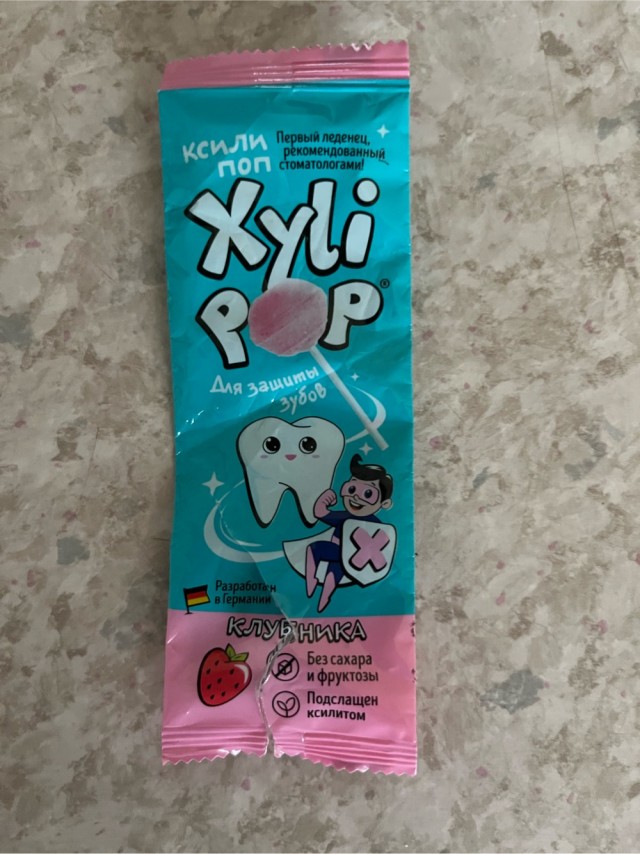 КСИЛИ
ПОП
Первый леденец,
рекомендованный
стоматологами!
Xyli
POP®
Для защиты
зубов
X
Разработан
в Германии
КЛУБНИКА
Без сахара
и фруктозы
Подслащен
ксилитом